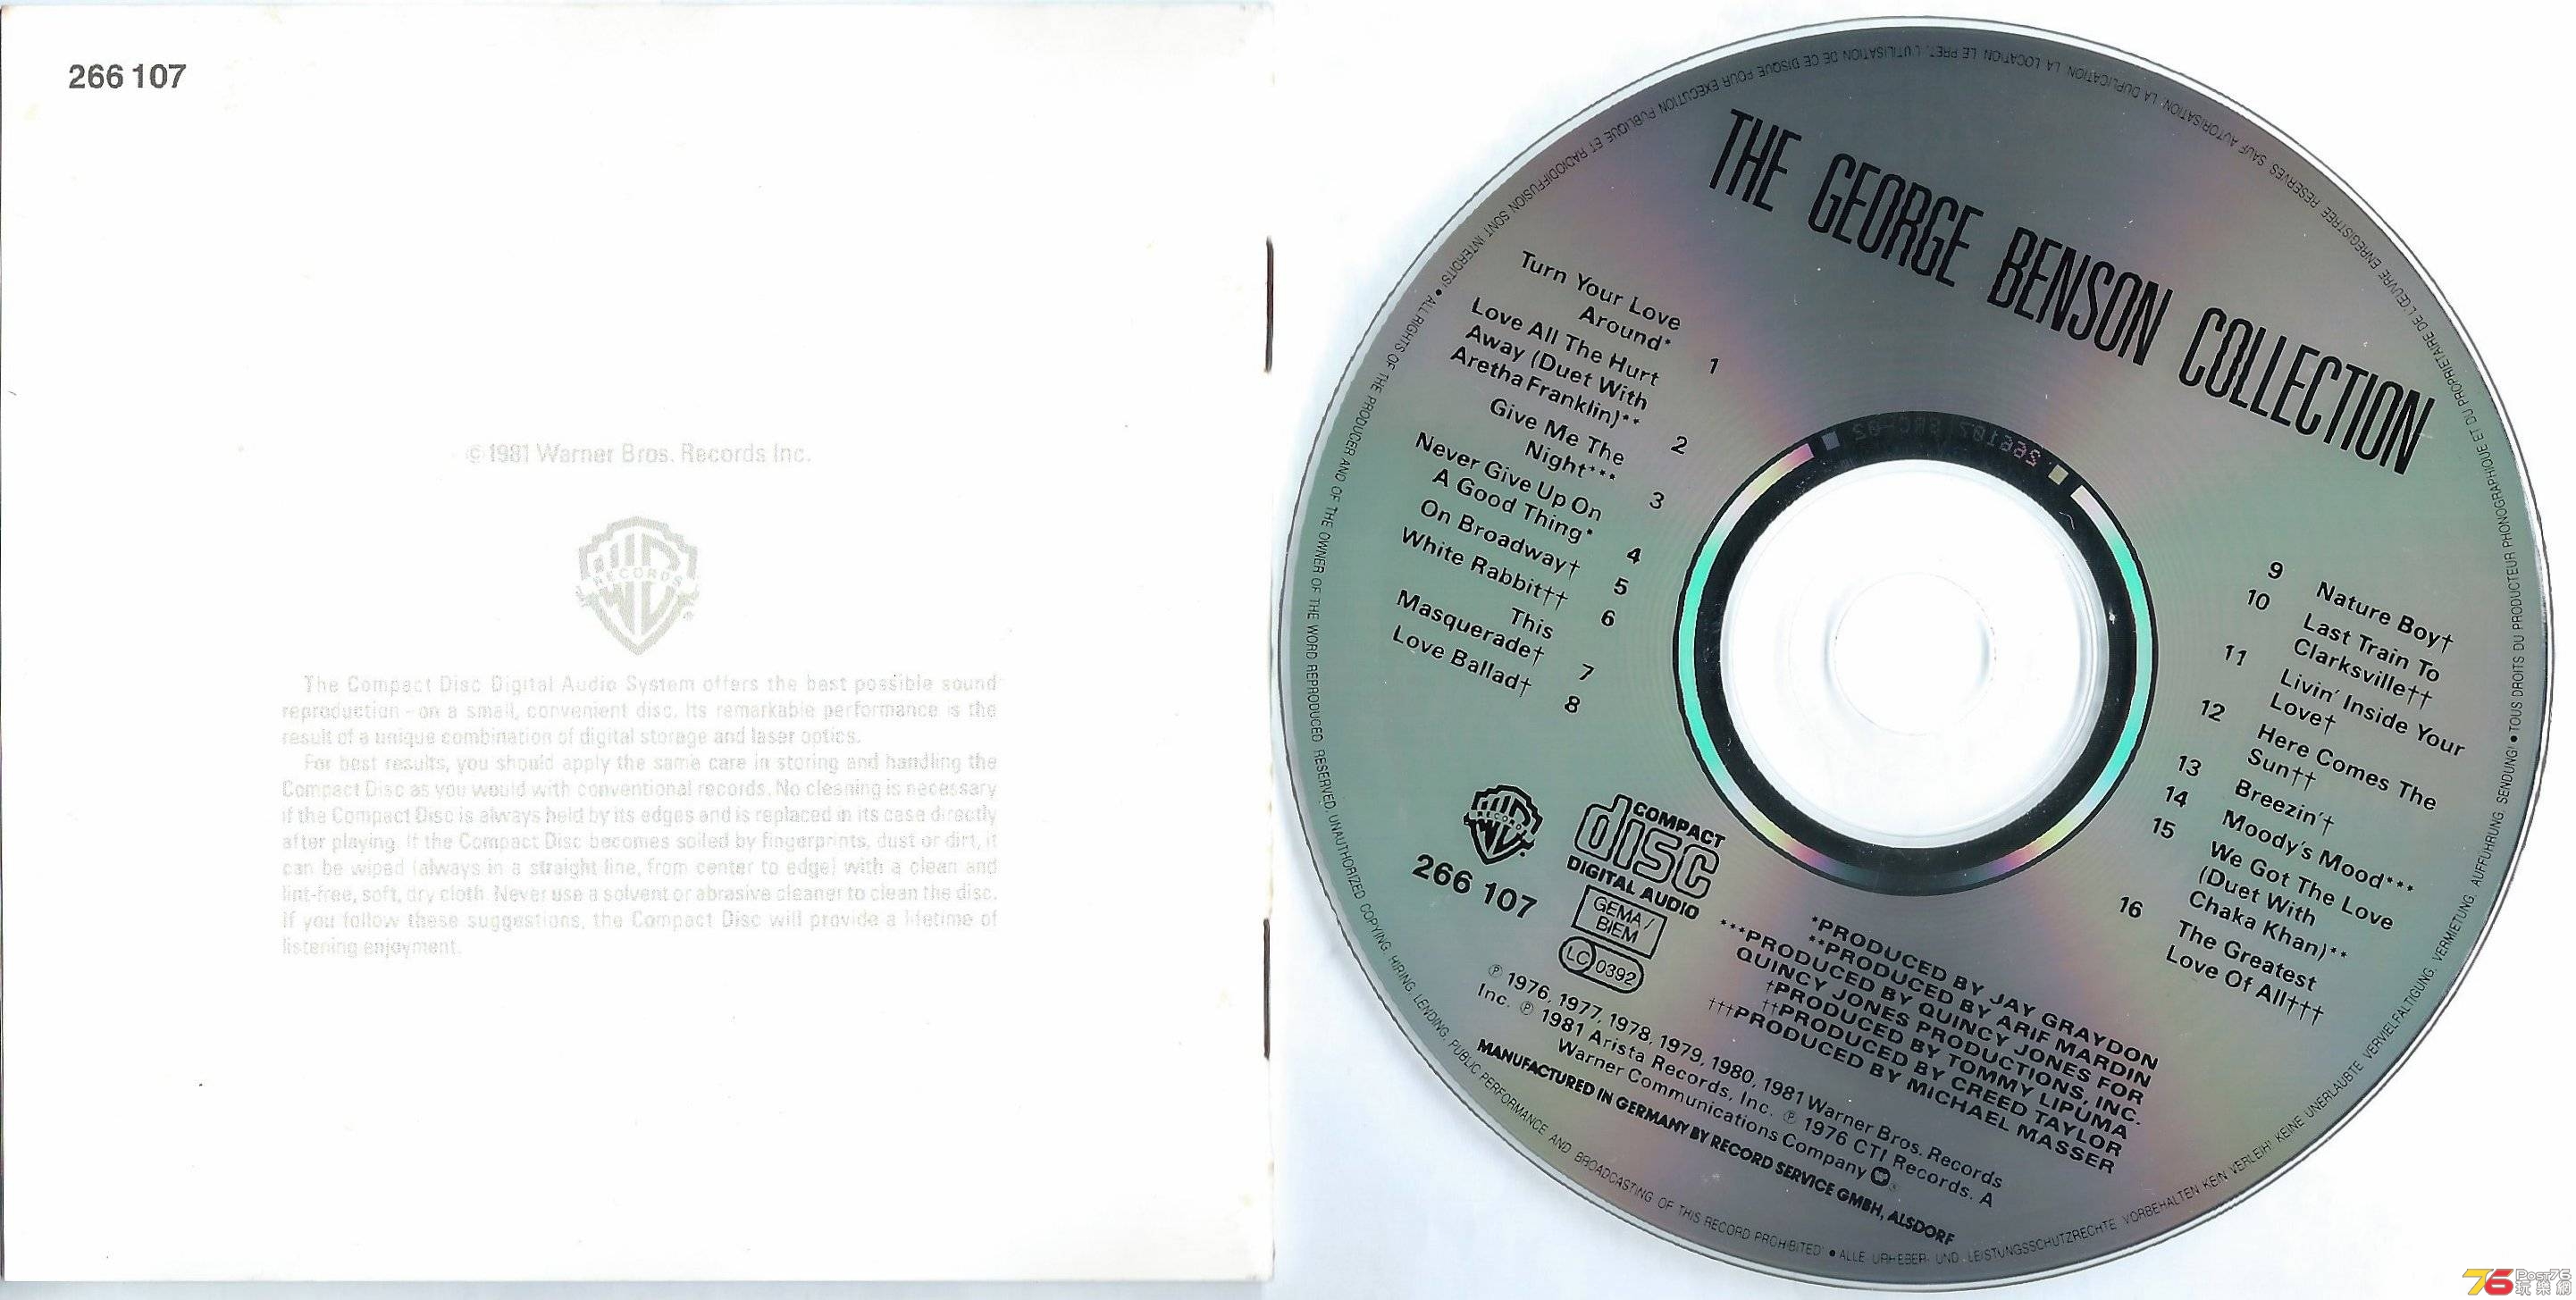 266 107
© 1981 Warner Bros. Records Inc.
RECORDS
The Compact Disc Digital Audio System offers the best possible sound
reproduction - on a small, convenient disc. Its remarkable performance is the
result of a unique combination of digital storage and laser optics.
For best results, you should apply the same care in storing and handling the
Compact Disc as you would with conventional records. No cleaning is necessary
if the Compact Disc is always held by its edges and is replaced in its case directly
after playing. If the Compact Disc becomes soiled by fingerprints, dust or dirt, it
can be wiped (always in a straight line, from center to edge) with a clean and
lint-free, soft, dry cloth. Never use a solvent or abrasive cleaner to clean the disc.
If you follow these suggestions, the Compact Disc will provide a lifetime of
listening enjoyment.
THE GEORGE BENSON COLLECTION
Turn Your Love
Around* 1
Love All The Hurt
Away (Duet With
Aretha Franklin)** 2
Give Me The
Night*** 3
Never Give Up On
A Good Thing* 4
On Broadway† 5
White Rabbit†† 6
This
Masquerade† 7
Love Ballad† 8
9 Nature Boy†
10 Last Train To
Clarksville††
11 Livin' Inside Your
Love†
12 Here Comes The
Sun††
13 Breezin'†
14 Moody's Mood***
15 We Got The Love
(Duet With
Chaka Khan)**
16 The Greatest
Love Of All†††
RECORDS
266 107
COMPACT
disc
DIGITAL AUDIO
GEMA/
BIEM
LC 0392
*PRODUCED BY JAY GRAYDON
**PRODUCED BY ARIF MARDIN
***PRODUCED BY QUINCY JONES FOR
QUINCY JONES PRODUCTIONS, INC.
†PRODUCED BY TOMMY LIPUMA
††PRODUCED BY CREED TAYLOR
†††PRODUCED BY MICHAEL MASSER
℗ 1976, 1977, 1978, 1979, 1980, 1981 Warner Bros. Records
Inc. ℗ 1981 Arista Records, Inc. ℗ 1976 CTI Records. A
Warner Communications Company
MANUFACTURED IN GERMANY BY RECORD SERVICE GMBH, ALSDORF
ALL RIGHTS OF THE PRODUCER AND OF THE OWNER OF THE WORD REPRODUCED RESERVED. UNAUTHORIZED COPYING, HIRING, LENDING, PUBLIC PERFORMANCE AND BROADCASTING OF THIS RECORD PROHIBITED • ALLE URHEBER- UND LEISTUNGSSCHUTZRECHTE VORBEHALTEN KEIN VERLEIH! KEINE UNERLAUBTE VERVIELFÄLTIGUNG, VERMIETUNG, AUFFÜHRUNG, SENDUNG! • TOUS DROITS DU PRODUCTEUR PHONOGRAPHIQUE ET DU PROPRIETAIRE DE L'ŒUVRE ENREGISTREE RESERVES SAUF AUTORISATION, LA DUPLICATION, LA LOCATION, LE PRET, L'UTILISATION DE CE DISQUE POUR EXECUTION PUBLIQUE ET RADIODIFFUSION SONT INTERDITS! •
Post76
玩樂網